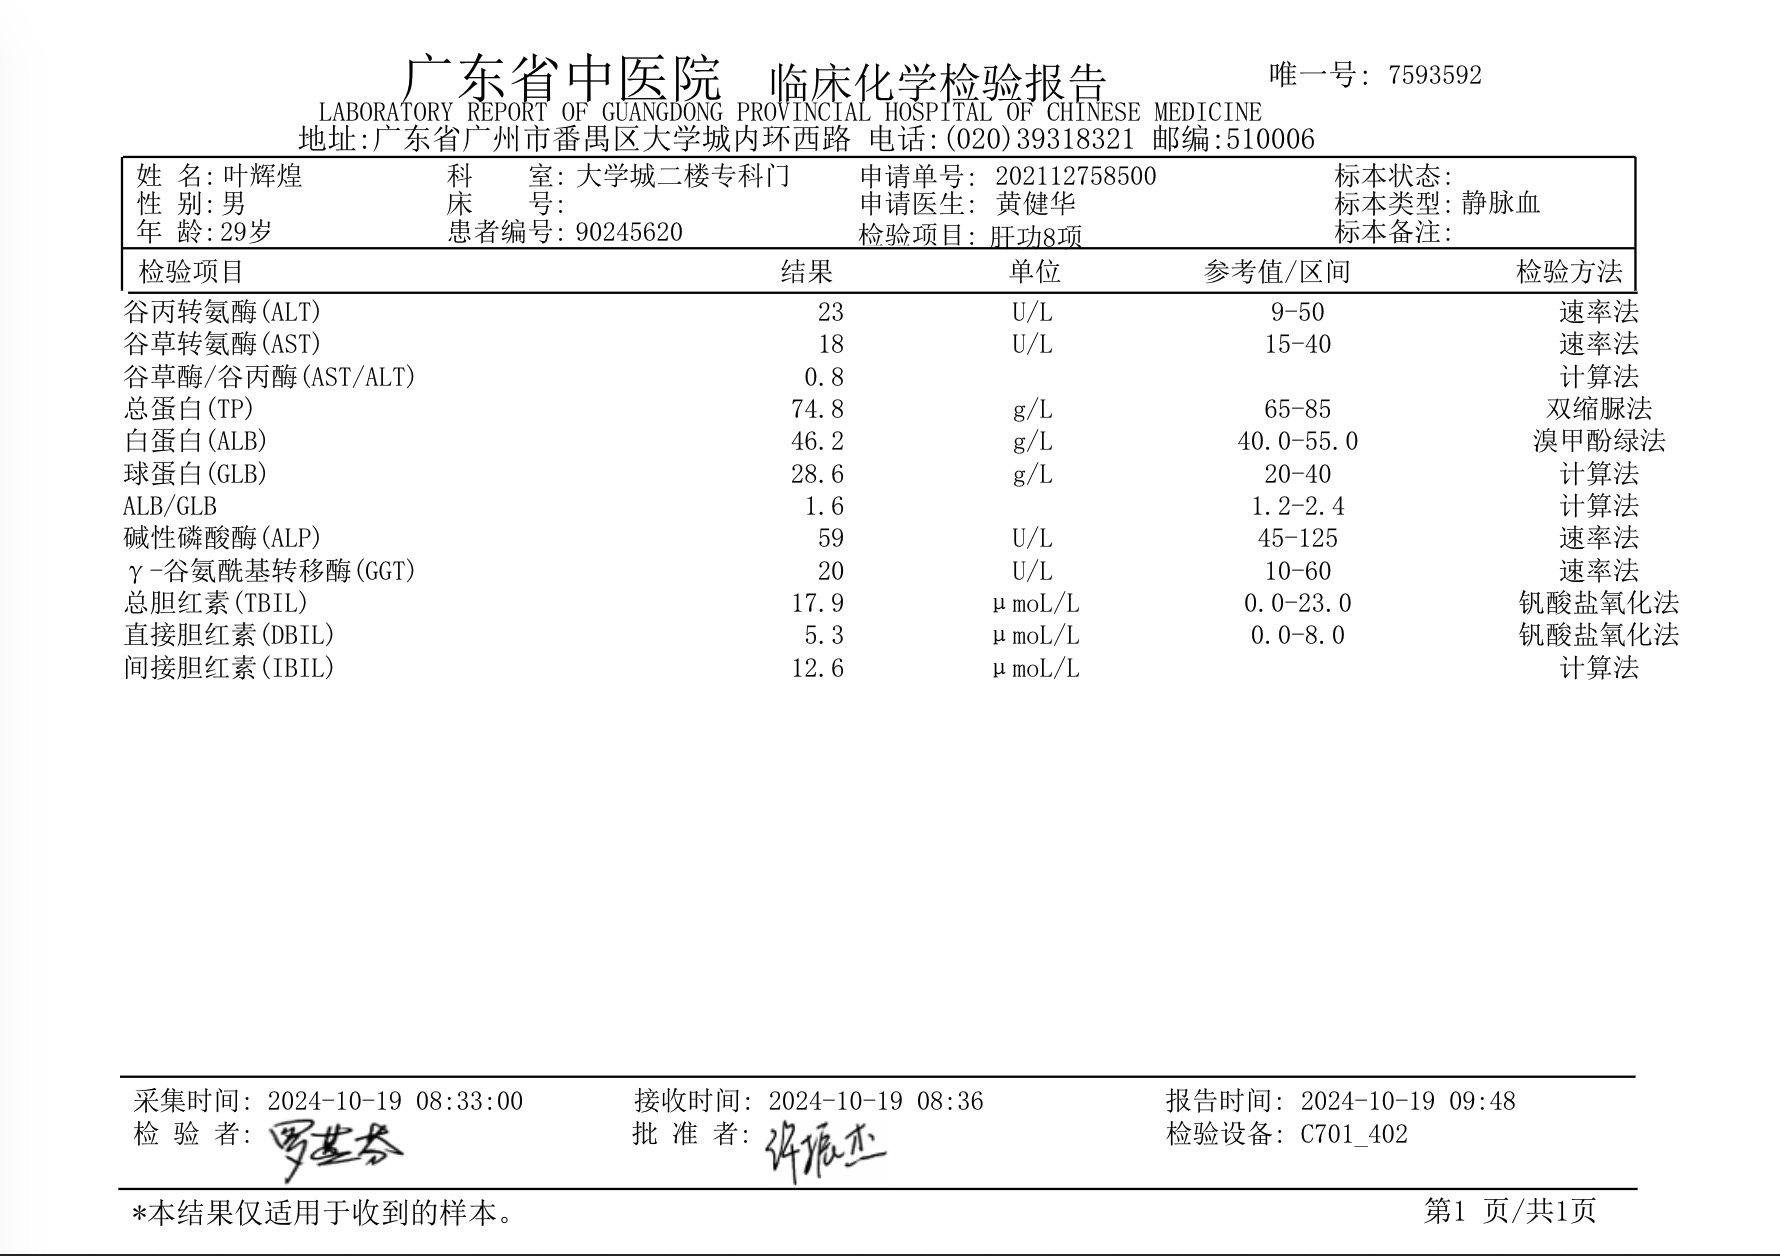 广东省中医院 临床化学检验报告 唯一号: 7593592
LABORATORY REPORT OF GUANGDONG PROVINCIAL HOSPITAL OF CHINESE MEDICINE
地址:广东省广州市番禺区大学城内环西路 电话:(020)39318321 邮编:510006
姓 名: 叶辉煌 科 室: 大学城二楼专科门 申请单号: 202112758500 标本状态:
性 别: 男 床 号: 申请医生: 黄健华 标本类型: 静脉血
年 龄: 29岁 患者编号: 90245620 检验项目: 肝功8项 标本备注:
检验项目 结果 单位 参考值/区间 检验方法
谷丙转氨酶(ALT) 23 U/L 9-50 速率法
谷草转氨酶(AST) 18 U/L 15-40 速率法
谷草酶/谷丙酶(AST/ALT) 0.8 计算法
总蛋白(TP) 74.8 g/L 65-85 双缩脲法
白蛋白(ALB) 46.2 g/L 40.0-55.0 溴甲酚绿法
球蛋白(GLB) 28.6 g/L 20-40 计算法
ALB/GLB 1.6 1.2-2.4 计算法
碱性磷酸酶(ALP) 59 U/L 45-125 速率法
γ-谷氨酰基转移酶(GGT) 20 U/L 10-60 速率法
总胆红素(TBIL) 17.9 μmoL/L 0.0-23.0 钒酸盐氧化法
直接胆红素(DBIL) 5.3 μmoL/L 0.0-8.0 钒酸盐氧化法
间接胆红素(IBIL) 12.6 μmoL/L 计算法
采集时间: 2024-10-19 08:33:00 接收时间: 2024-10-19 08:36 报告时间: 2024-10-19 09:48
检 验 者: 批 准 者: 许振杰 检验设备: C701_402
*本结果仅适用于收到的样本。 第1 页/共1页